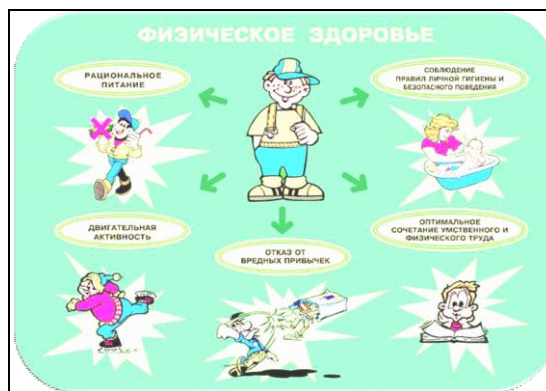 ФИЗИЧЕСКОЕ ЗДОРОВЬЕ
РАЦИОНАЛЬНОЕ
ПИТАНИЕ
СОБЛЮДЕНИЕ
ПРАВИЛ ЛИЧНОЙ ГИГИЕНЫ И
БЕЗОПАСНОГО ПОВЕДЕНИЯ
ДВИГАТЕЛЬНАЯ
АКТИВНОСТЬ
ОТКАЗ ОТ
ВРЕДНЫХ ПРИВЫЧЕК
ОПТИМАЛЬНОЕ
СОЧЕТАНИЕ УМСТВЕННОГО И
ФИЗИЧЕСКОГО ТРУДА